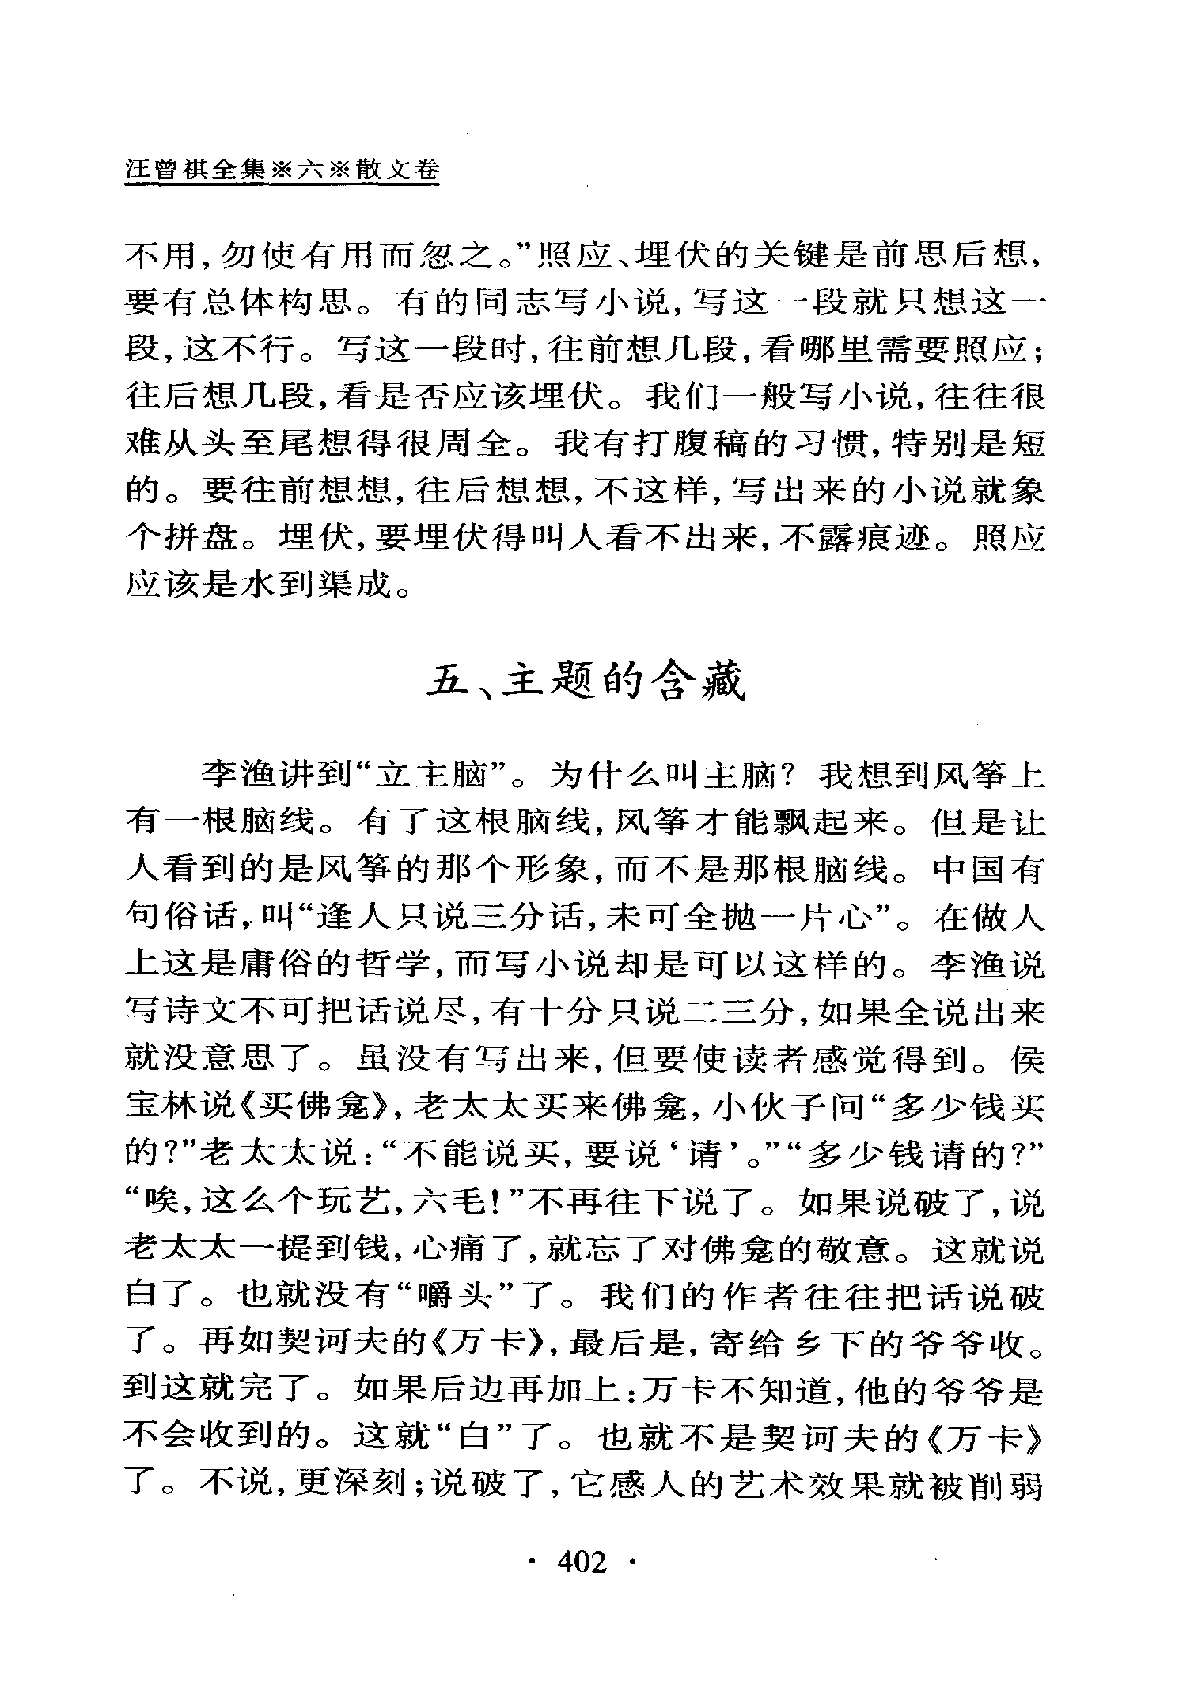 汪曾祺全集※六※散文卷
不用，勿使有用而忽之。”照应、埋伏的关键是前思后想，
要有总体构思。有的同志写小说，写这一段就只想这一
段，这不行。写这一段时，往前想几段，看哪里需要照应；
往后想几段，看是否应该埋伏。我们一般写小说，往往很
难从头至尾想得很周全。我有打腹稿的习惯，特别是短
的。要往前想想，往后想想，不这样，写出来的小说就象
个拼盘。埋伏，要埋伏得叫人看不出来，不露痕迹。照应
应该是水到渠成。
五、主题的含藏
李渔讲到“立主脑”。为什么叫主脑？我想到风筝上
有一根脑线。有了这根脑线，风筝才能飘起来。但是让
人看到的是风筝的那个形象，而不是那根脑线。中国有
句俗话，叫“逢人只说三分话，未可全抛一片心”。在做人
上这是庸俗的哲学，而写小说却是可以这样的。李渔说
写诗文不可把话说尽，有十分只说二三分，如果全说出来
就没意思了。虽没有写出来，但要使读者感觉得到。侯
宝林说《买佛龛》，老太太买来佛龛，小伙子问“多少钱买
的？”老太太说：“不能说买，要说‘请’。”“多少钱请的？”
“唉，这么个玩艺，六毛！”不再往下说了。如果说破了，说
老太太一提到钱，心痛了，就忘了对佛龛的敬意。这就说
白了。也就没有“嚼头”了。我们的作者往往把话说破
了。再如契诃夫的《万卡》，最后是，寄给乡下的爷爷收。
到这就完了。如果后边再加上：万卡不知道，他的爷爷是
不会收到的。这就“白”了。也就不是契诃夫的《万卡》
了。不说，更深刻；说破了，它感人的艺术效果就被削弱
· 402 ·